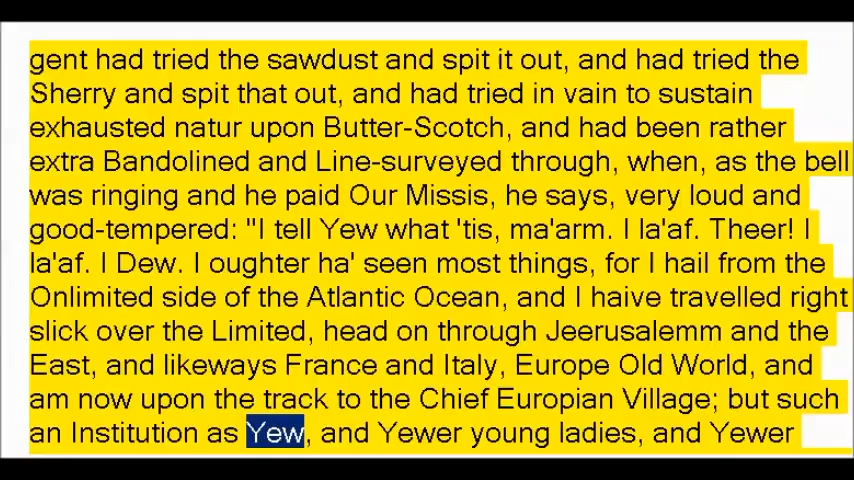 gent had tried the sawdust and spit it out, and had tried the
Sherry and spit that out, and had tried in vain to sustain
exhausted natur upon Butter-Scotch, and had been rather
extra Bandolined and Line-surveyed through, when, as the bell
was ringing and he paid Our Missis, he says, very loud and
good-tempered: "I tell Yew what 'tis, ma'arm. I la'af. Theer! I
la'af. I Dew. I oughter ha' seen most things, for I hail from the
Onlimited side of the Atlantic Ocean, and I haive travelled right
slick over the Limited, head on through Jeerusalemm and the
East, and likeways France and Italy, Europe Old World, and
am now upon the track to the Chief Europian Village; but such
an Institution as Yew, and Yewer young ladies, and Yewer